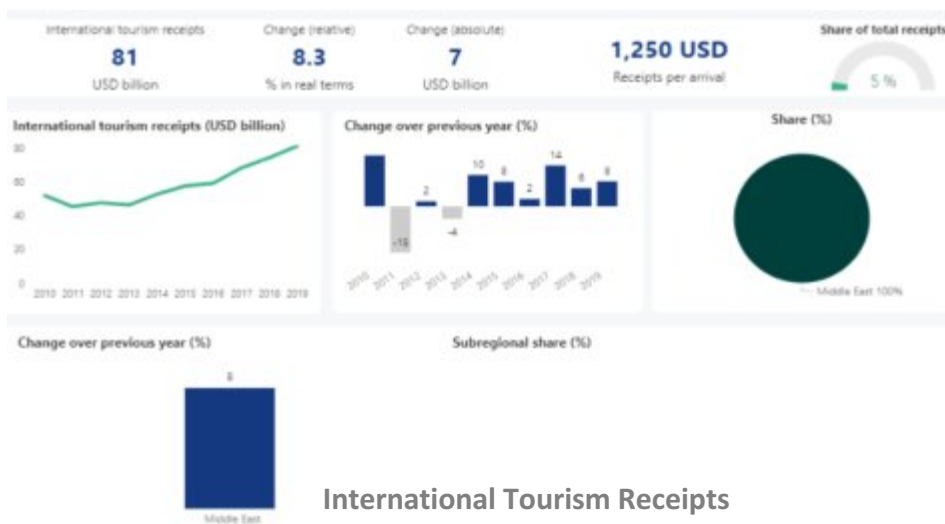 International tourism receipts
81
USD billion
Change (relative)
8.3
% in real terms
Change (absolute)
7
USD billion
1,250 USD
Receipts per arrival
Share of total receipts
5 %
International tourism receipts (USD billion)
80
60
40
20
0
2010 2011 2012 2013 2014 2015 2016 2017 2018 2019
Change over previous year (%)
2
-4
10
8
2
14
6
8
2010 2011 2012 2013 2014 2015 2016 2017 2018 2019
Share (%)
Middle East 100%
Change over previous year (%)
8
Middle East
Subregional share (%)
International Tourism Receipts